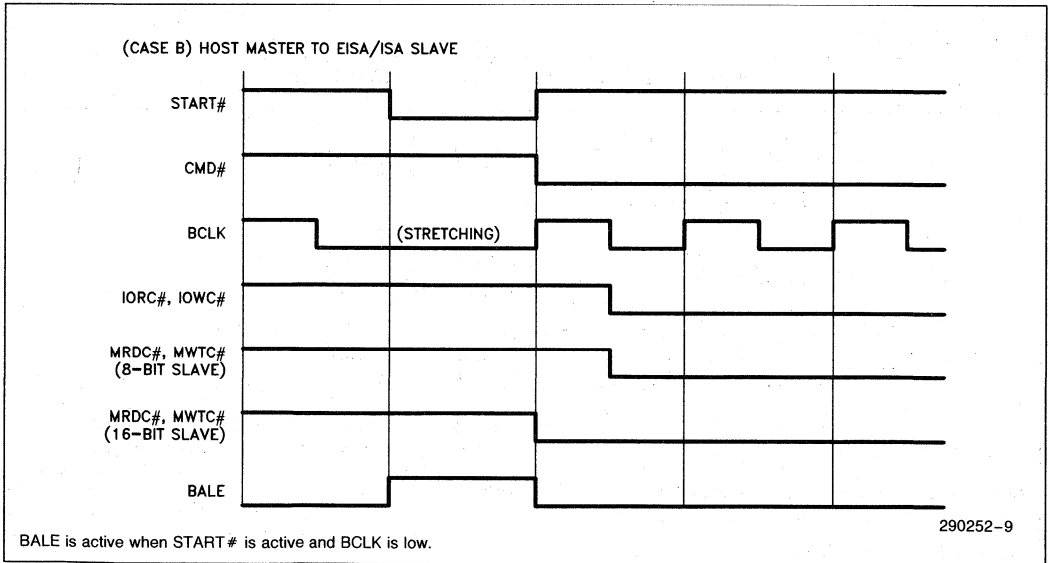 (CASE B) HOST MASTER TO EISA/ISA SLAVE
START#
CMD#
BCLK
(STRETCHING)
IORC#, IOWC#
MRDC#, MWTC#
(8-BIT SLAVE)
MRDC#, MWTC#
(16-BIT SLAVE)
BALE
290252-9
BALE is active when START# is active and BCLK is low.